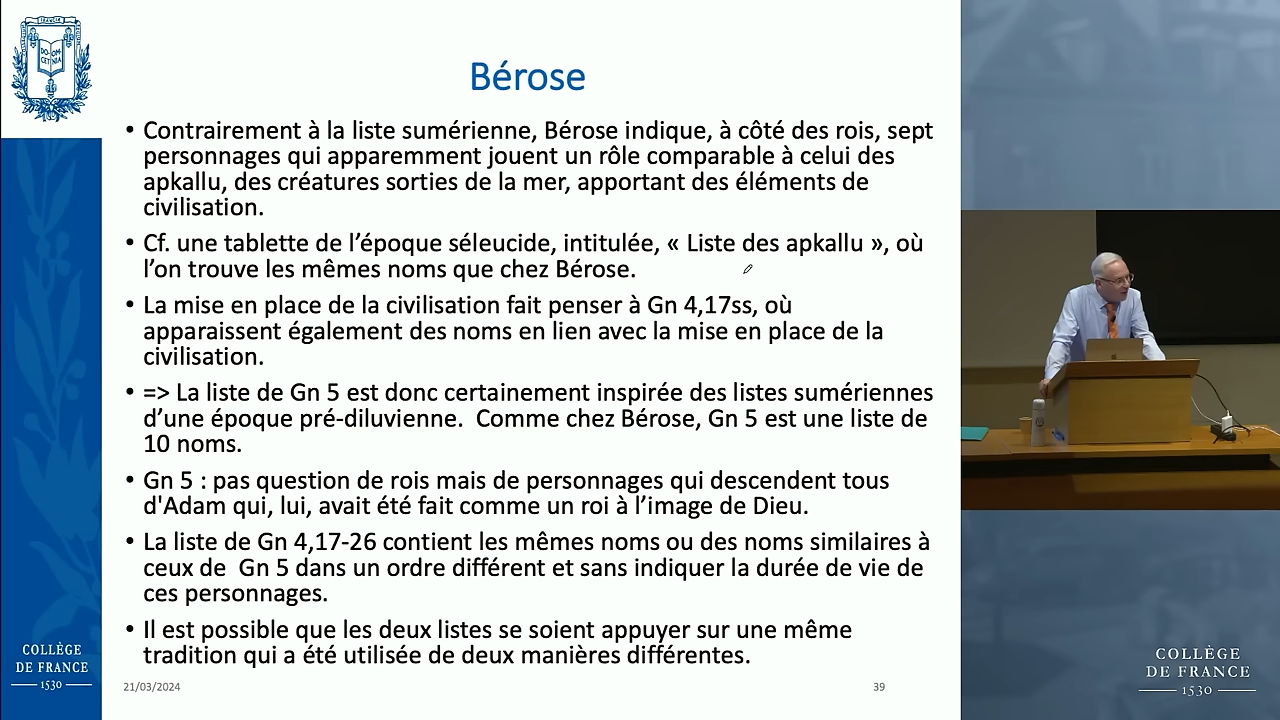 Bérose
• Contrairement à la liste sumérienne, Bérose indique, à côté des rois, sept
personnages qui apparemment jouent un rôle comparable à celui des
apkallu, des créatures sorties de la mer, apportant des éléments de
civilisation.
• Cf. une tablette de l’époque séleucide, intitulée, « Liste des apkallu », où
l’on trouve les mêmes noms que chez Bérose.
• La mise en place de la civilisation fait penser à Gn 4,17ss, où
apparaissent également des noms en lien avec la mise en place de la
civilisation.
• => La liste de Gn 5 est donc certainement inspirée des listes sumériennes
d’une époque pré-diluvienne.  Comme chez Bérose, Gn 5 est une liste de
10 noms.
• Gn 5 : pas question de rois mais de personnages qui descendent tous
d'Adam qui, lui, avait été fait comme un roi à l’image de Dieu.
• La liste de Gn 4,17-26 contient les mêmes noms ou des noms similaires à
ceux de  Gn 5 dans un ordre différent et sans indiquer la durée de vie de
ces personnages.
• Il est possible que les deux listes se soient appuyer sur une même
tradition qui a été utilisée de deux manières différentes.
21/03/2024
39
COLLÈGE
DE FRANCE
1530
COLLÈGE
DE FRANCE
1530